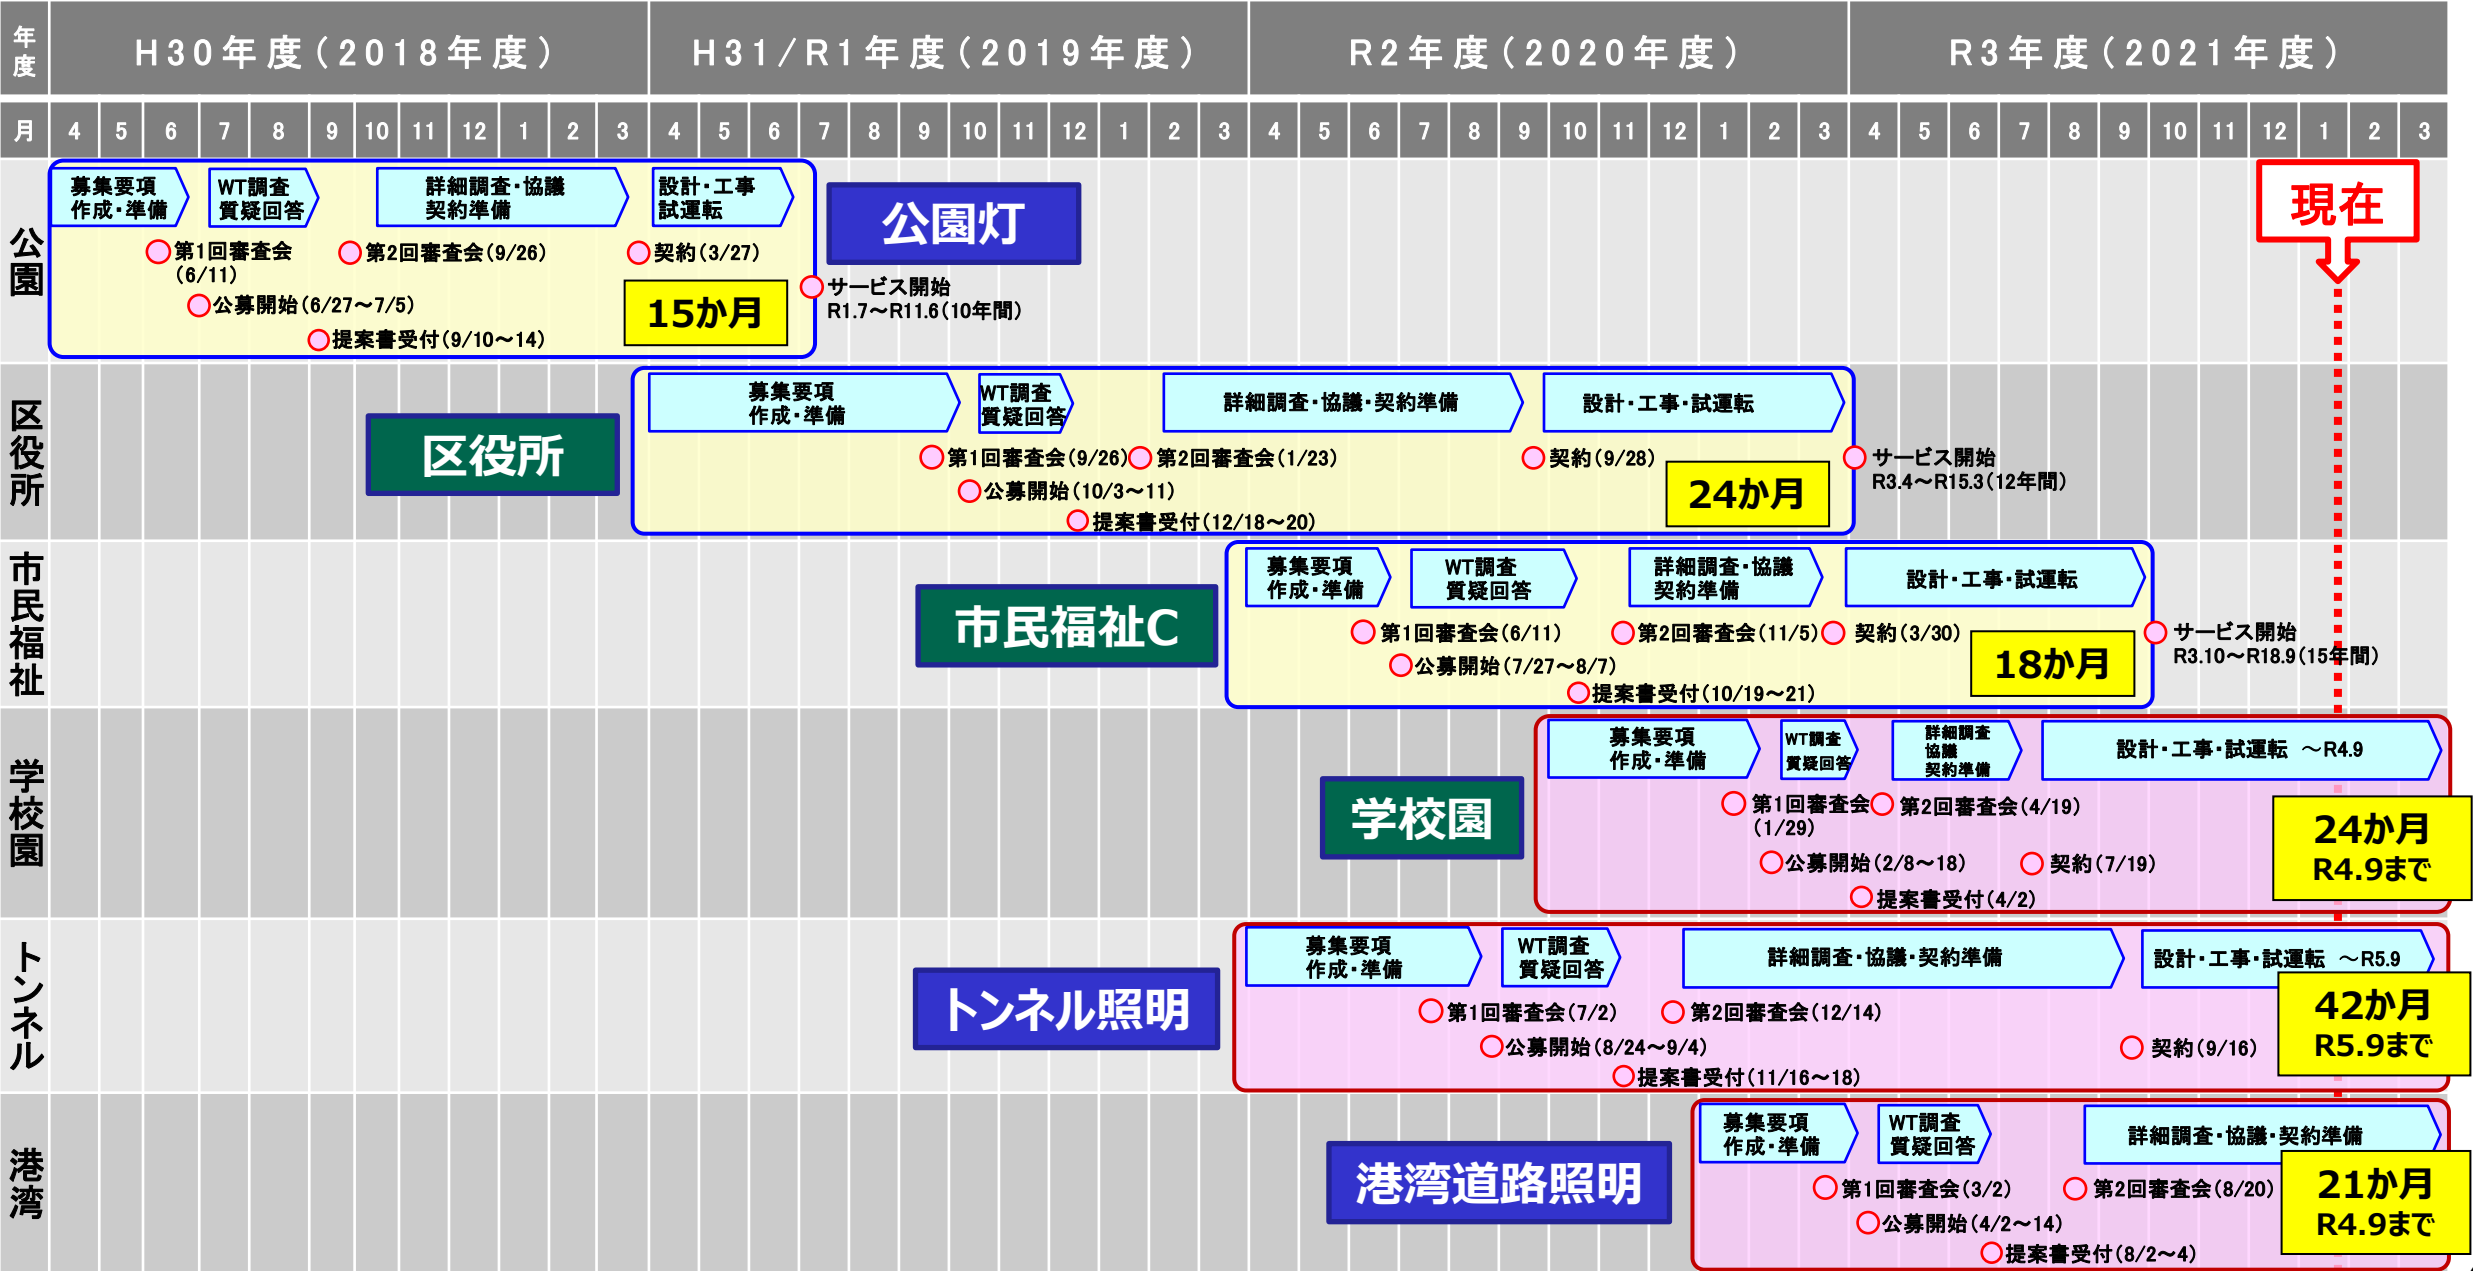 年度
H30年度(2018年度)
H31/R1年度(2019年度)
R2年度(2020年度)
R3年度(2021年度)
月 4 5 6 7 8 9 10 11 12 1 2 3 4 5 6 7 8 9 10 11 12 1 2 3 4 5 6 7 8 9 10 11 12 1 2 3 4 5 6 7 8 9 10 11 12 1 2 3
現在
公園
募集要項
作成・準備
WT調査
質疑回答
詳細調査・協議
契約準備
設計・工事
試運転
公園灯
第1回審査会
(6/11)
第2回審査会(9/26)
契約(3/27)
公募開始(6/27～7/5)
提案書受付(9/10～14)
15か月
サービス開始
R1.7～R11.6(10年間)
区役所
区役所
募集要項
作成・準備
WT調査
質疑回答
詳細調査・協議・契約準備
設計・工事・試運転
第1回審査会(9/26)
第2回審査会(1/23)
契約(9/28)
公募開始(10/3～11)
提案書受付(12/18～20)
24か月
サービス開始
R3.4～R15.3(12年間)
市民福祉
市民福祉C
募集要項
作成・準備
WT調査
質疑回答
詳細調査・協議
契約準備
設計・工事・試運転
第1回審査会(6/11)
第2回審査会(11/5)
契約(3/30)
公募開始(7/27～8/7)
提案書受付(10/19～21)
18か月
サービス開始
R3.10～R18.9(15年間)
学校園
学校園
募集要項
作成・準備
WT調査
質疑回答
詳細調査
協議
契約準備
設計・工事・試運転 ～R4.9
第1回審査会
(1/29)
第2回審査会(4/19)
公募開始(2/8～18)
契約(7/19)
提案書受付(4/2)
24か月
R4.9まで
トンネル
トンネル照明
募集要項
作成・準備
WT調査
質疑回答
詳細調査・協議・契約準備
設計・工事・試運転 ～R5.9
第1回審査会(7/2)
第2回審査会(12/14)
公募開始(8/24～9/4)
契約(9/16)
提案書受付(11/16～18)
42か月
R5.9まで
港湾
港湾道路照明
募集要項
作成・準備
WT調査
質疑回答
詳細調査・協議・契約準備
第1回審査会(3/2)
第2回審査会(8/20)
公募開始(4/2～14)
提案書受付(8/2～4)
21か月
R4.9まで